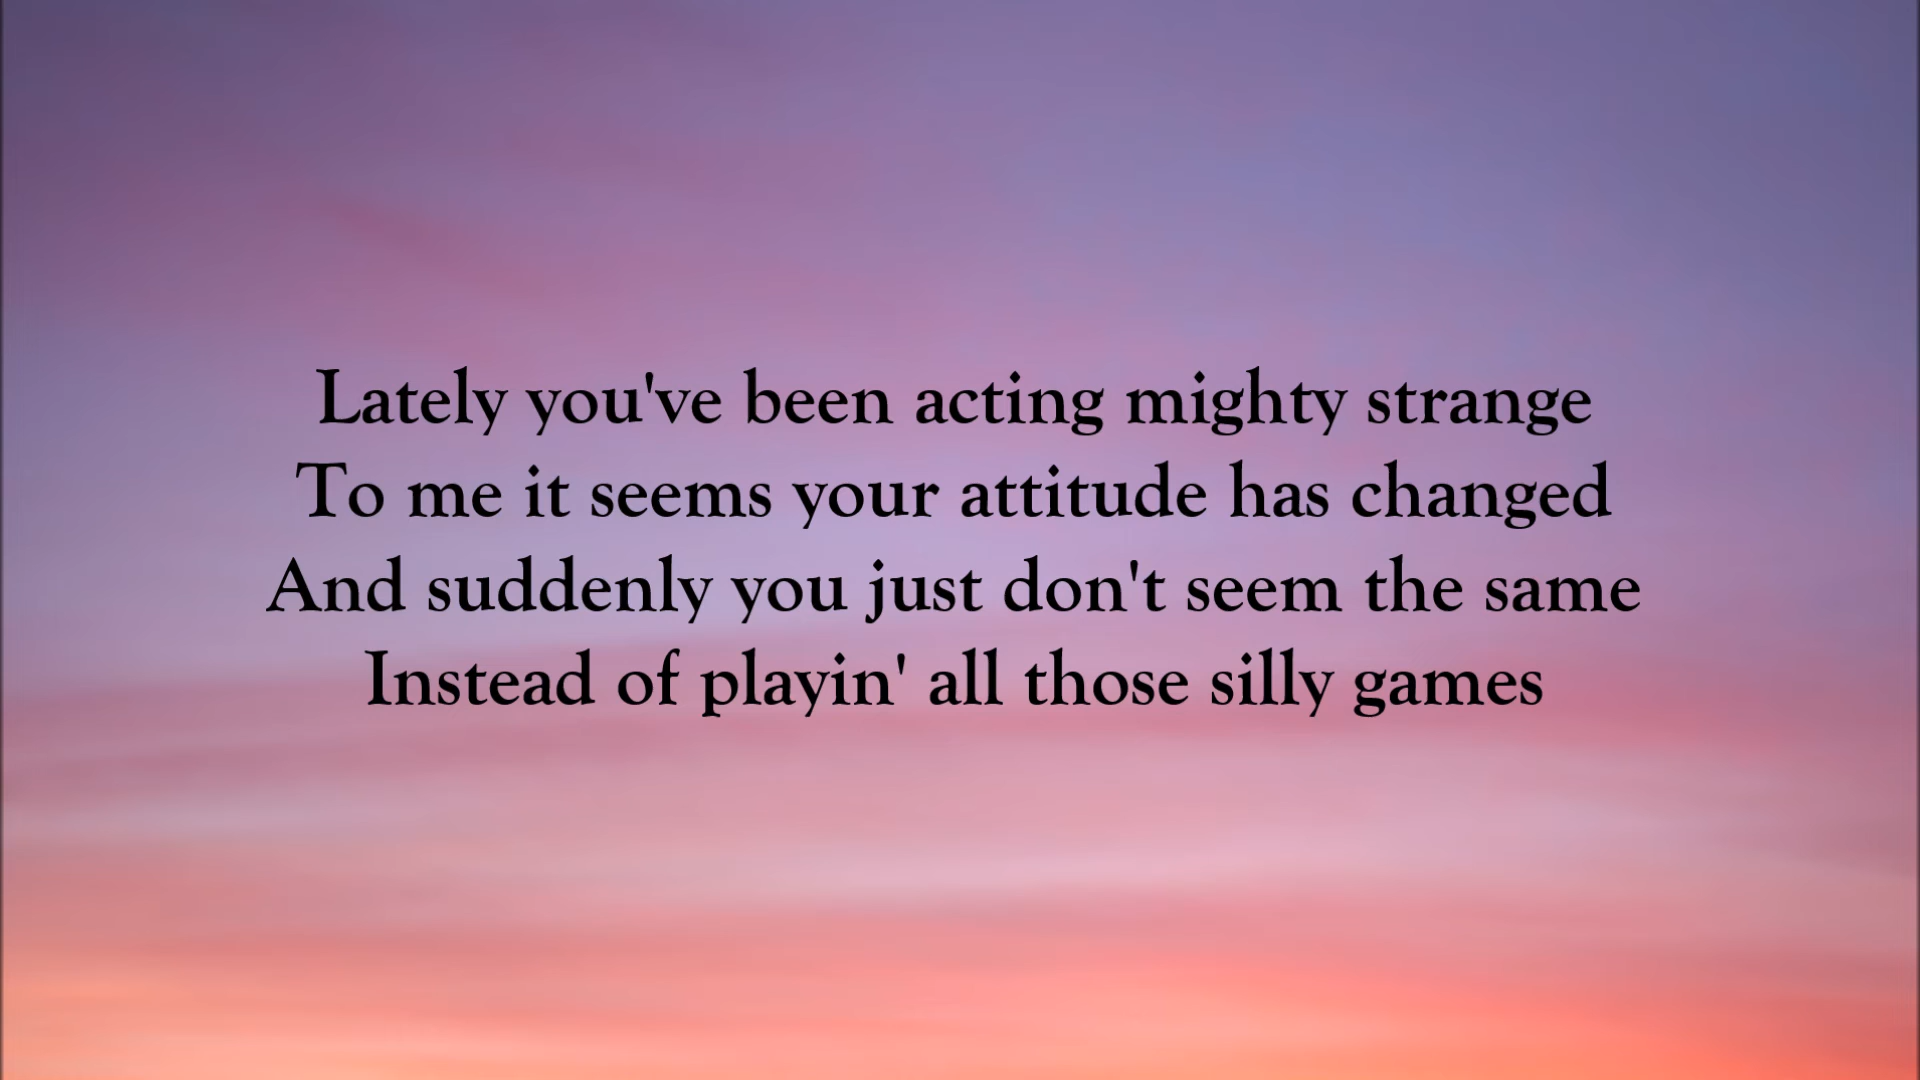 Lately you've been acting mighty strange
To me it seems your attitude has changed
And suddenly you just don't seem the same
Instead of playin' all those silly games